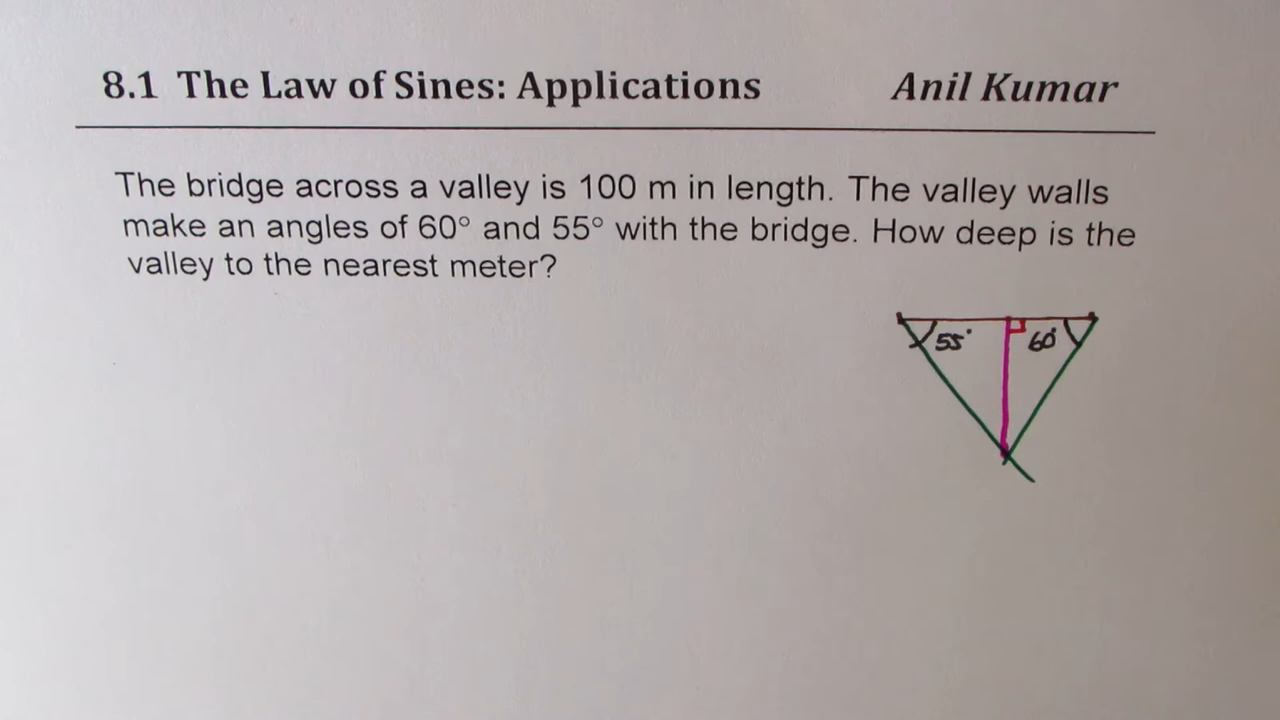 8.1 The Law of Sines: Applications Anil Kumar
The bridge across a valley is 100 m in length. The valley walls
make an angles of 60° and 55° with the bridge. How deep is the
valley to the nearest meter?
55° 60°